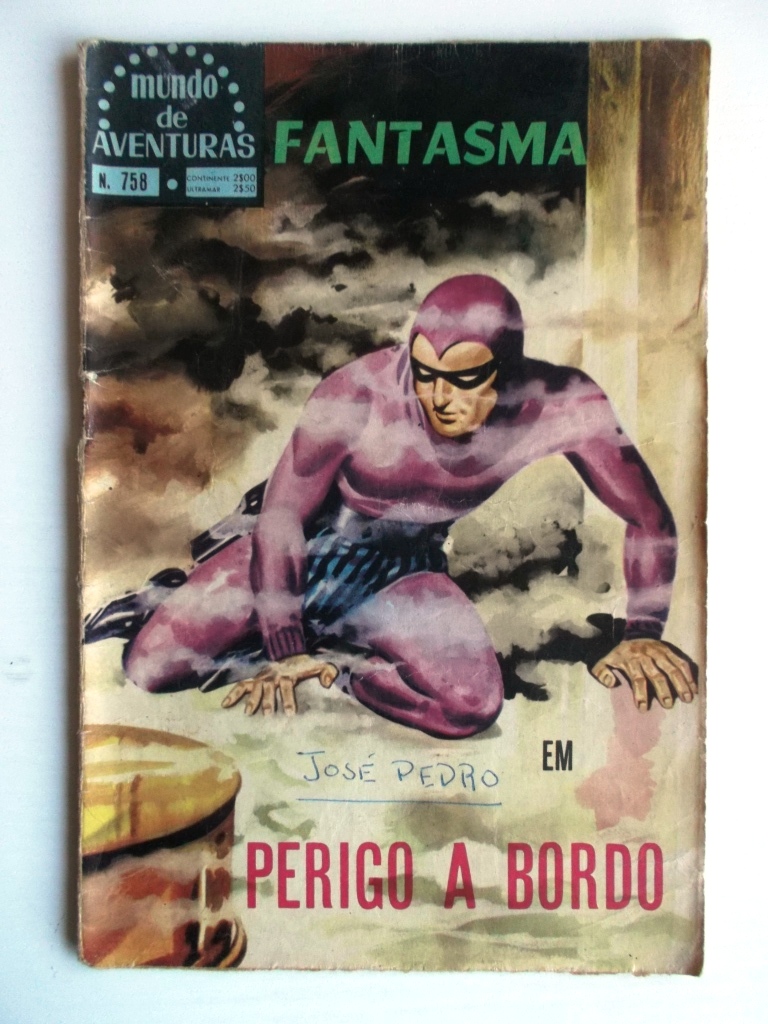 mundo
de
AVENTURAS
N. 758
CONTINENTE 2$00
ULTRAMAR 2$50
FANTASMA
EM
JOSÉ PEDRO
PERIGO A BORDO